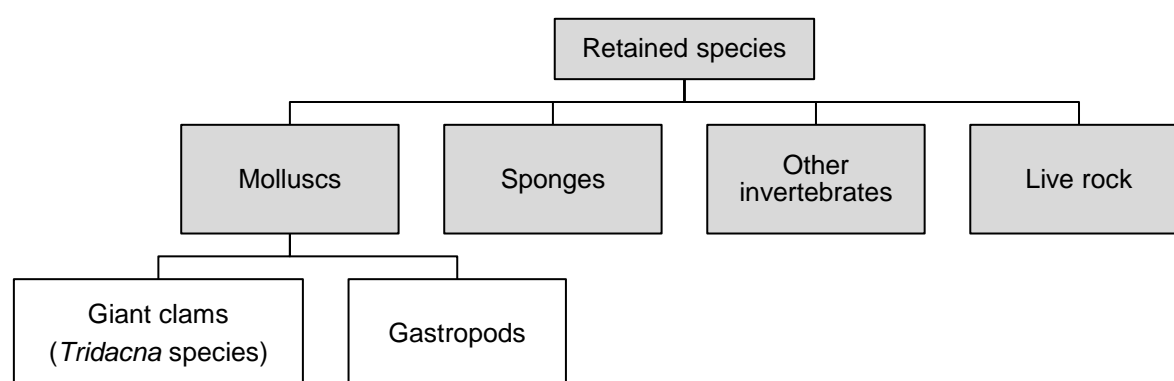 Retained species
Molluscs
Sponges
Other
invertebrates
Live rock
Giant clams
(Tridacna species)
Gastropods